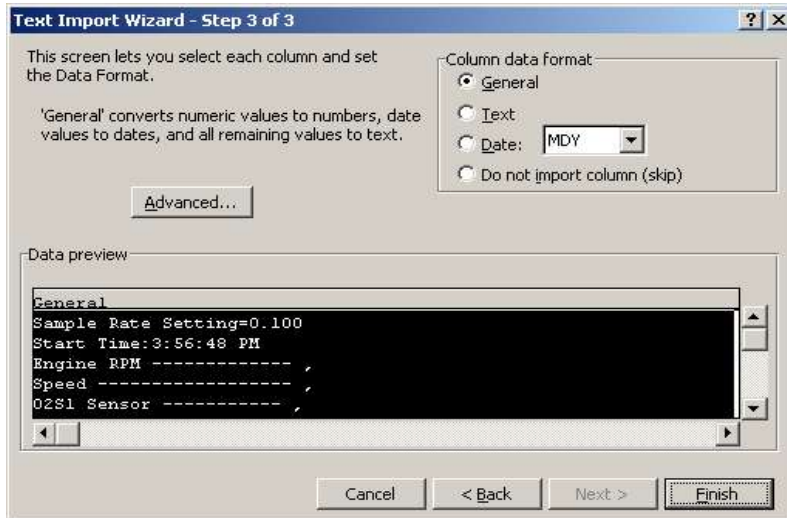 Text Import Wizard - Step 3 of 3
This screen lets you select each column and set
the Data Format.
'General' converts numeric values to numbers, date
values to dates, and all remaining values to text.
Advanced...
Column data format
General
Text
Date: MDY
Do not import column (skip)
Data preview
General
Sample Rate Setting=0.100
Start Time:3:56:48 PM
Engine RPM ------------- ,
Speed ------------------ ,
O2S1 Sensor ----------- ,
Cancel < Back Next > Finish